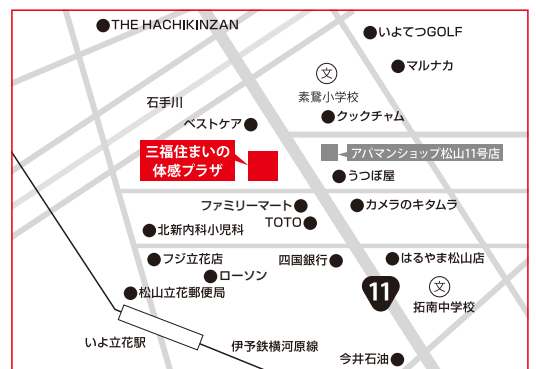 THE HACHIKINZAN
いよてつGOLF
マルナカ
文
素鵞小学校
石手川
クックチャム
ベストケア
三福住まいの
体感プラザ
アパマンショップ松山11号店
うつぼ屋
ファミリーマート
カメラのキタムラ
TOTO
北新内科小児科
フジ立花店
四国銀行
はるやま松山店
ローソン
11
文
松山立花郵便局
拓南中学校
いよ立花駅
伊予鉄横河原線
今井石油